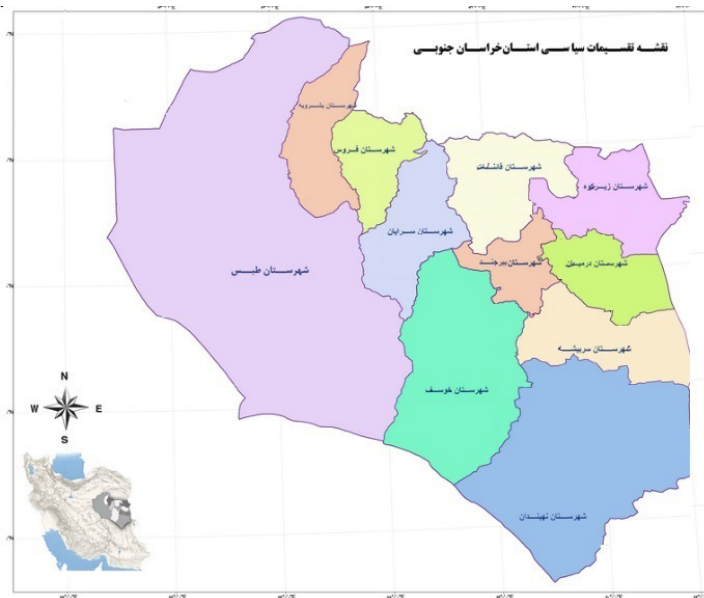 نقشه تقسیمات سیاسی استان خراسان جنوبی
شهرستان بشرویه
شهرستان فردوس
شهرستان قائنات
شهرستان زیرکوه
شهرستان سرایان
شهرستان بیرجند
شهرستان درمیان
شهرستان طبس
شهرستان سربیشه
شهرستان خوسف
شهرستان نهبندان
N
W E
S